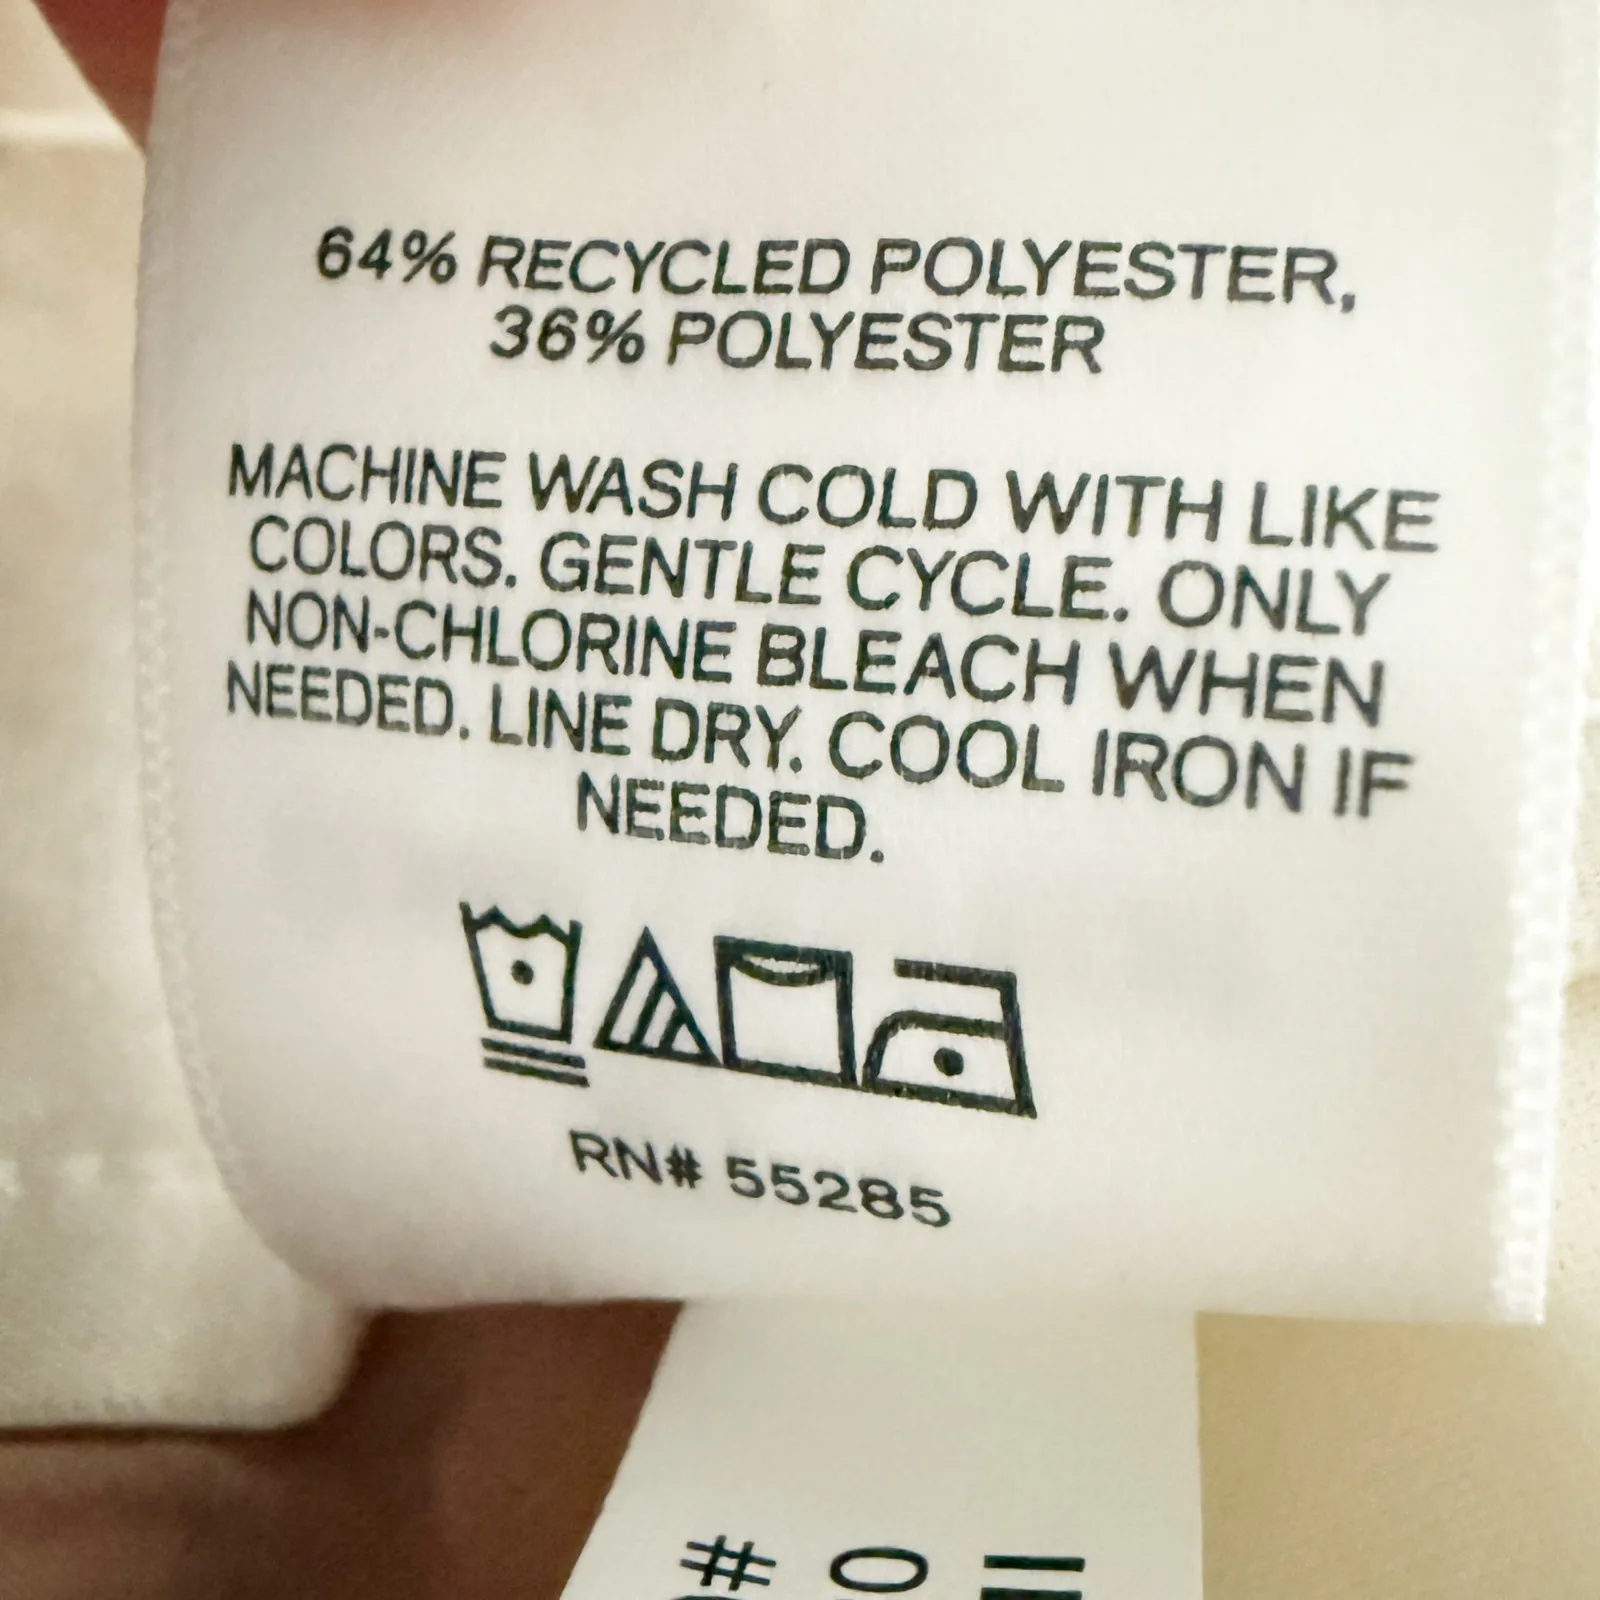 64% RECYCLED POLYESTER,
36% POLYESTER
MACHINE WASH COLD WITH LIKE
COLORS. GENTLE CYCLE. ONLY
NON-CHLORINE BLEACH WHEN
NEEDED. LINE DRY. COOL IRON IF
NEEDED.
RN# 55285